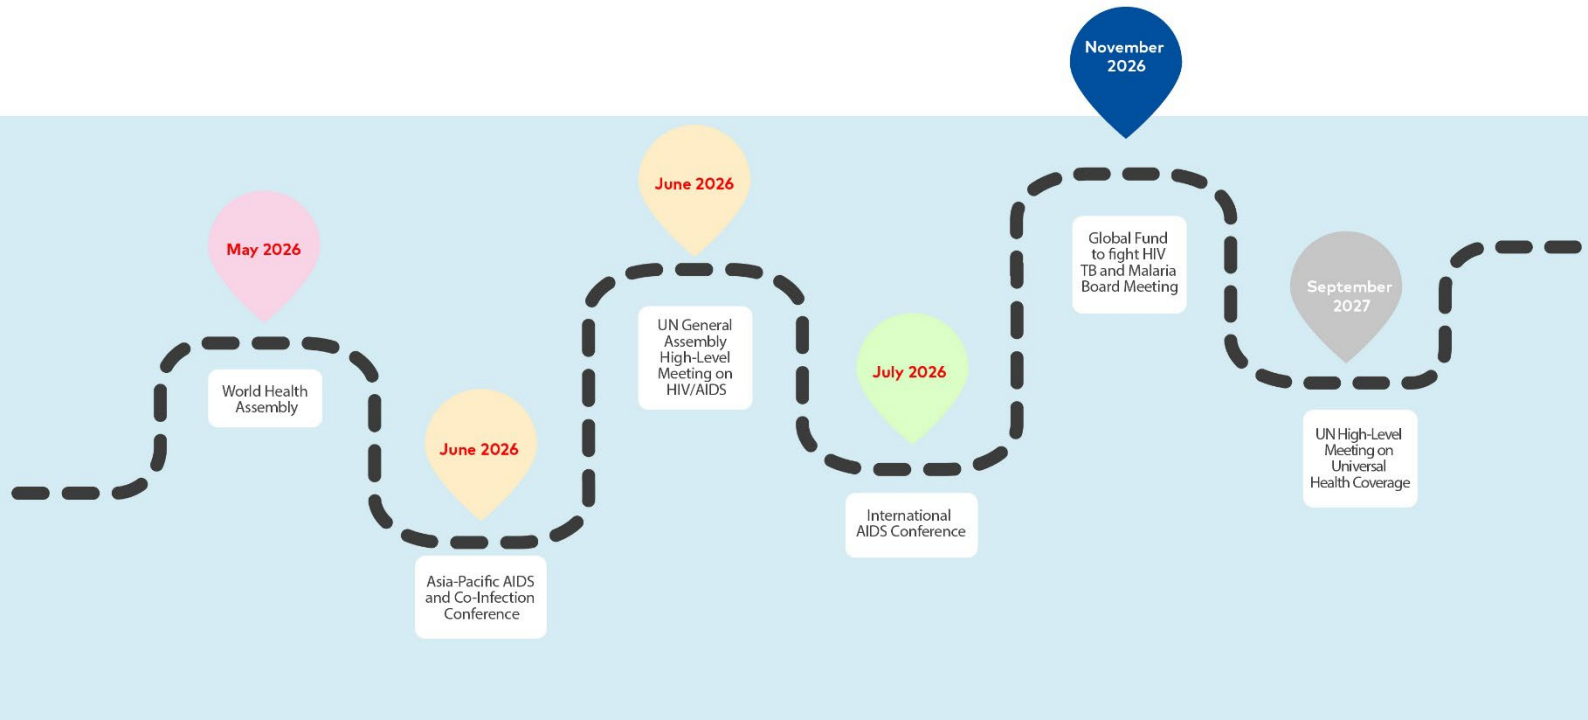 May 2026
World Health
Assembly
June 2026
Asia-Pacific AIDS
and Co-Infection
Conference
June 2026
UN General
Assembly
High-Level
Meeting on
HIV/AIDS
July 2026
International
AIDS Conference
November
2026
Global Fund
to fight HIV
TB and Malaria
Board Meeting
September
2027
UN High-Level
Meeting on
Universal
Health Coverage